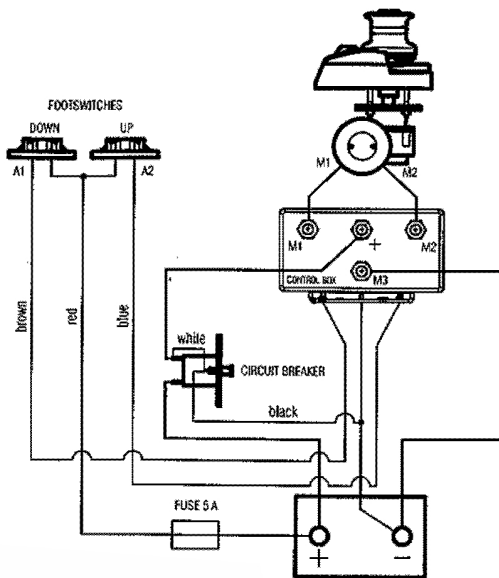 FOOTSWITCHES
DOWN UP
A1 A2
M1 M2
M1 + M2
M3
CONTROL BOX
brown
red
blue
white
CIRCUIT BREAKER
black
FUSE 5 A
+ −